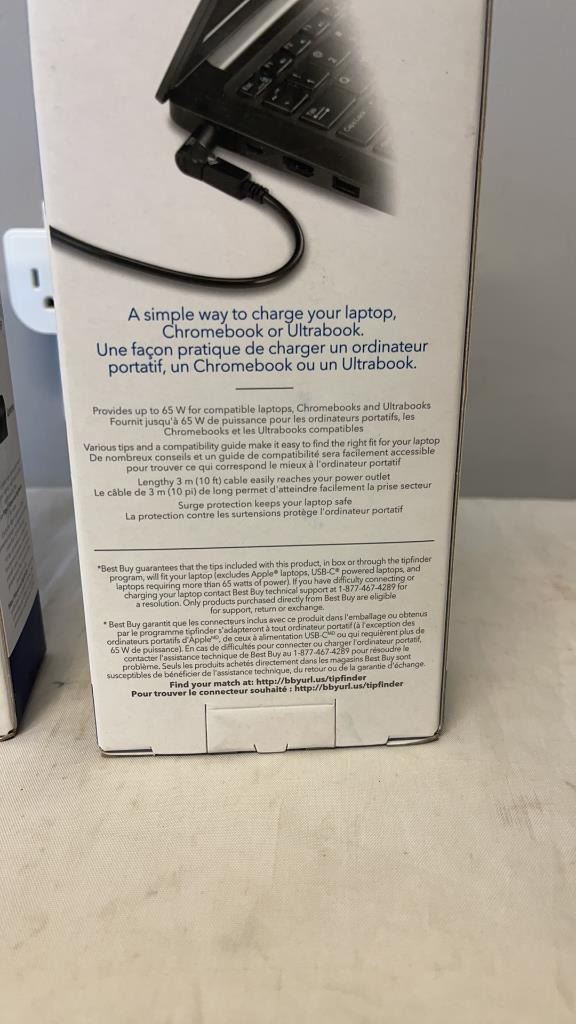 A simple way to charge your laptop,
Chromebook or Ultrabook.
Une façon pratique de charger un ordinateur
portatif, un Chromebook ou un Ultrabook.
Provides up to 65 W for compatible laptops, Chromebooks and Ultrabooks
Fournit jusqu'à 65 W de puissance pour les ordinateurs portatifs, les
Chromebooks et les Ultrabooks compatibles
Various tips and a compatibility guide make it easy to find the right fit for your laptop
De nombreux conseils et un guide de compatibilité sera facilement accessible
pour trouver ce qui correspond le mieux à l'ordinateur portatif
Lengthy 3 m (10 ft) cable easily reaches your power outlet
Le câble de 3 m (10 pi) de long permet d'atteindre facilement la prise secteur
Surge protection keeps your laptop safe
La protection contre les surtensions protège l'ordinateur portatif
*Best Buy guarantees that the tips included with this product, in box or through the tipfinder
program, will fit your laptop (excludes Apple® laptops, USB-C® powered laptops, and
laptops requiring more than 65 watts of power). If you have difficulty connecting or
charging your laptop contact Best Buy technical support at 1-877-467-4289 for
a resolution. Only products purchased directly from Best Buy are eligible
for support, return or exchange.
* Best Buy garantit que les connecteurs inclus avec ce produit dans l'emballage ou obtenus
par le programme tipfinder s'adapteront à tout ordinateur portatif (à l'exception des
ordinateurs portatifs d'Apple MD, de ceux à alimentation USB-C MD ou qui requièrent plus de
65 W de puissance). En cas de difficultés pour connecter ou charger l'ordinateur portatif,
contacter l'assistance technique de Best Buy au 1-877-467-4289 pour résoudre le
problème. Seuls les produits achetés directement dans les magasins Best Buy sont
susceptibles de bénéficier de l'assistance technique, du retour ou de la garantie d'échange.
Find your match at: http://bbyurl.us/tipfinder
Pour trouver le connecteur souhaité : http://bbyurl.us/tipfinder